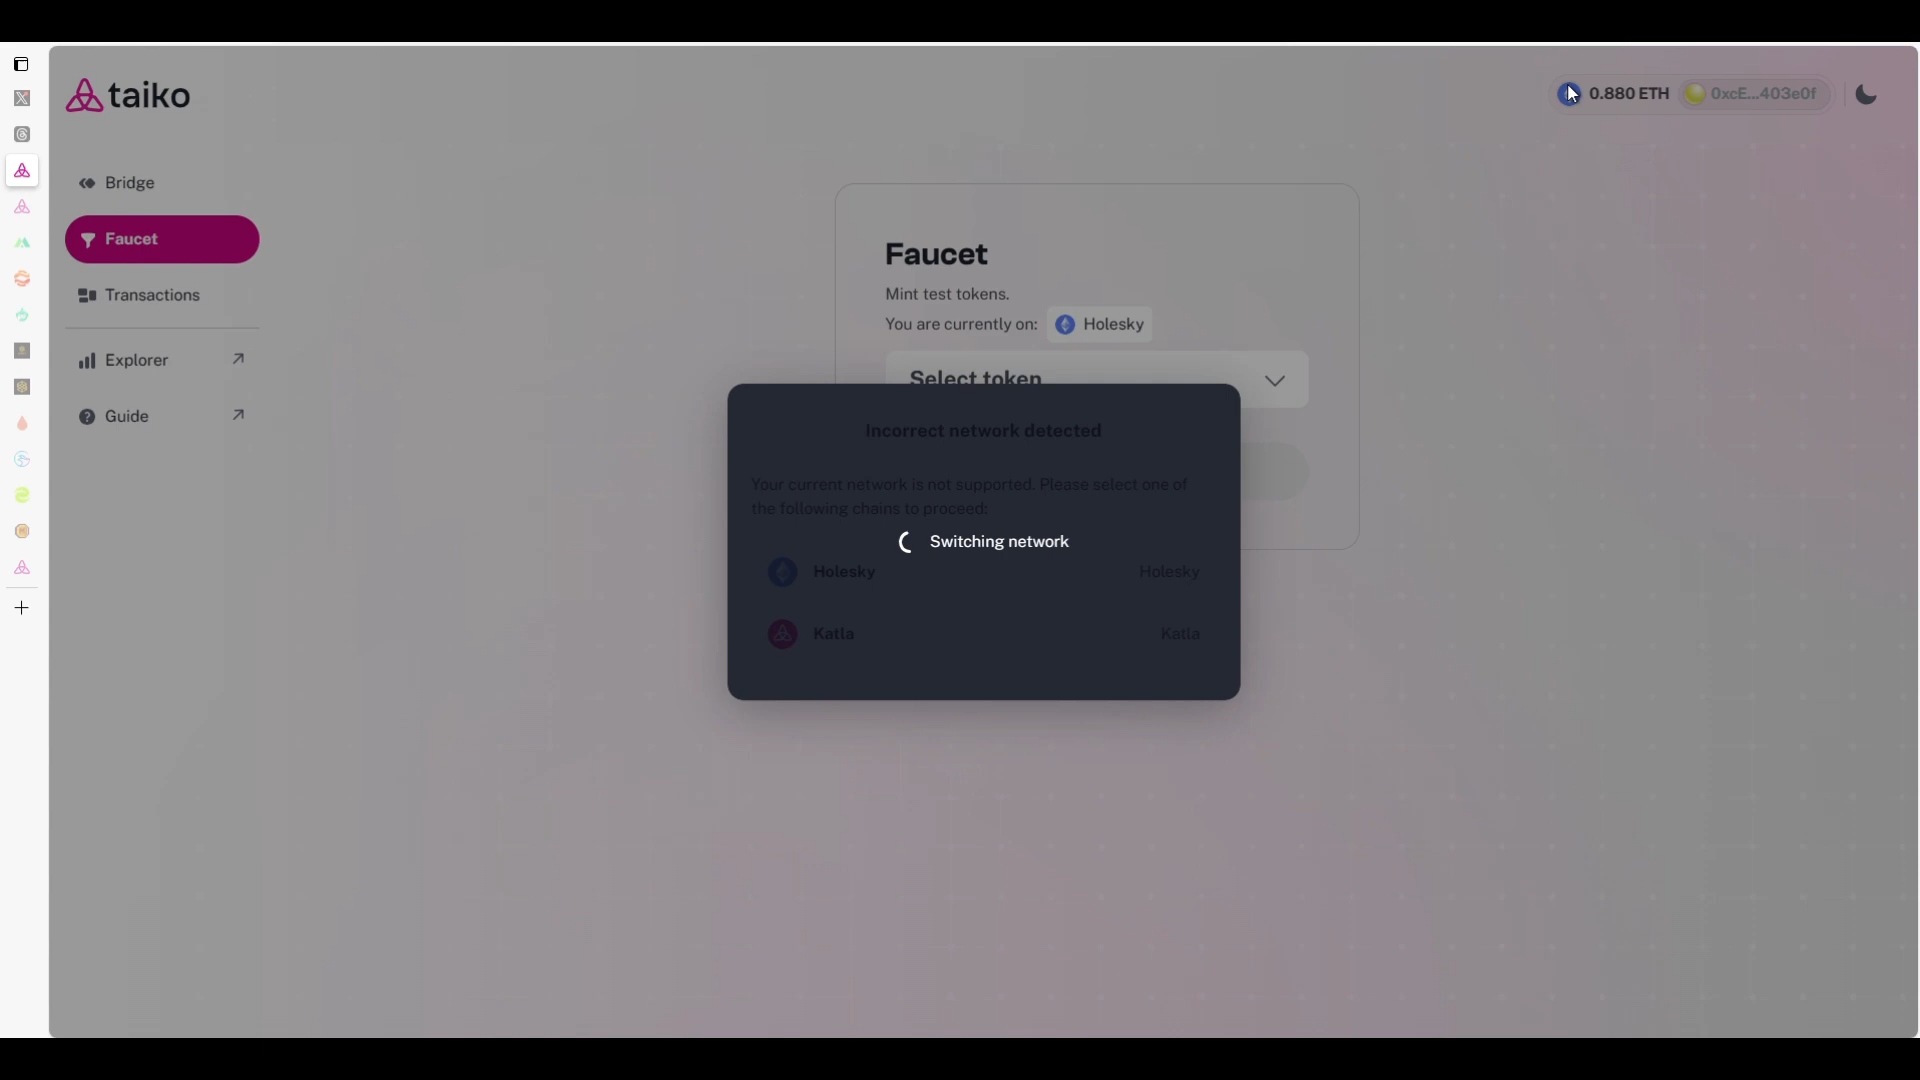 taiko
0.880 ETH
0xcE...403e0f
Bridge
Faucet
Transactions
Explorer
Guide
Faucet
Mint test tokens.
You are currently on: Holesky
Select token
Incorrect network detected
Your current network is not supported. Please select one of
the following chains to proceed:
Switching network
Holesky Holesky
Katla Katla